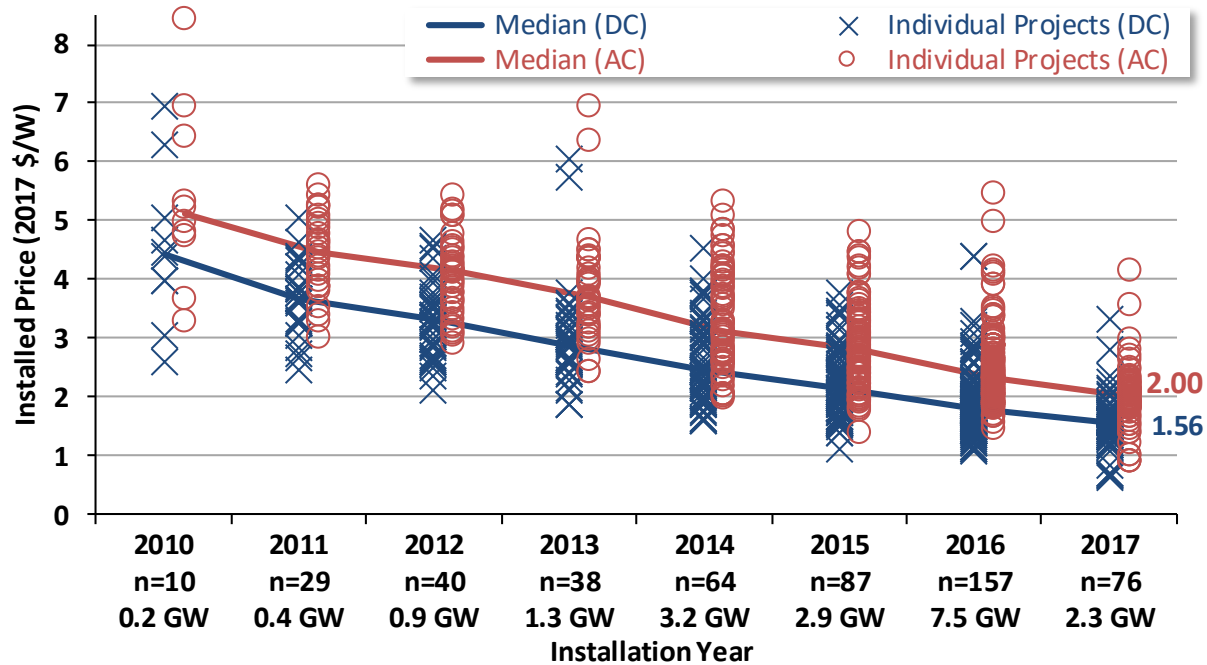 Median (DC)
Individual Projects (DC)
Median (AC)
Individual Projects (AC)
Installed Price (2017 $/W)
8
7
6
5
4
3
2
1
0
2.00
1.56
2010 2011 2012 2013 2014 2015 2016 2017
n=10 n=29 n=40 n=38 n=64 n=87 n=157 n=76
0.2 GW 0.4 GW 0.9 GW 1.3 GW 3.2 GW 2.9 GW 7.5 GW 2.3 GW
Installation Year